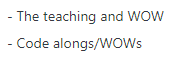 - The teaching and WOW
- Code alongs/WOWs